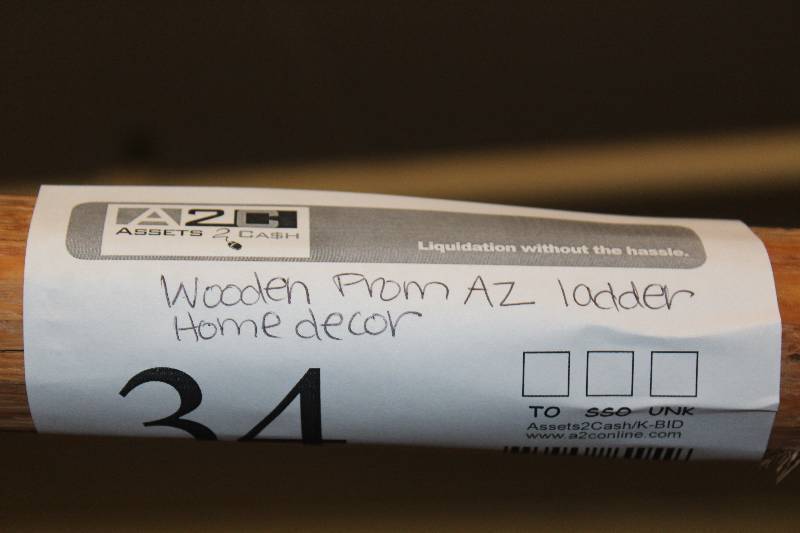 A2C
ASSETS 2 CA$H
Liquidation without the hassle.
Wooden From AZ ladder
Home decor
34
TO SSO UNK
Assets2Cash/K-BID
www.a2conline.com